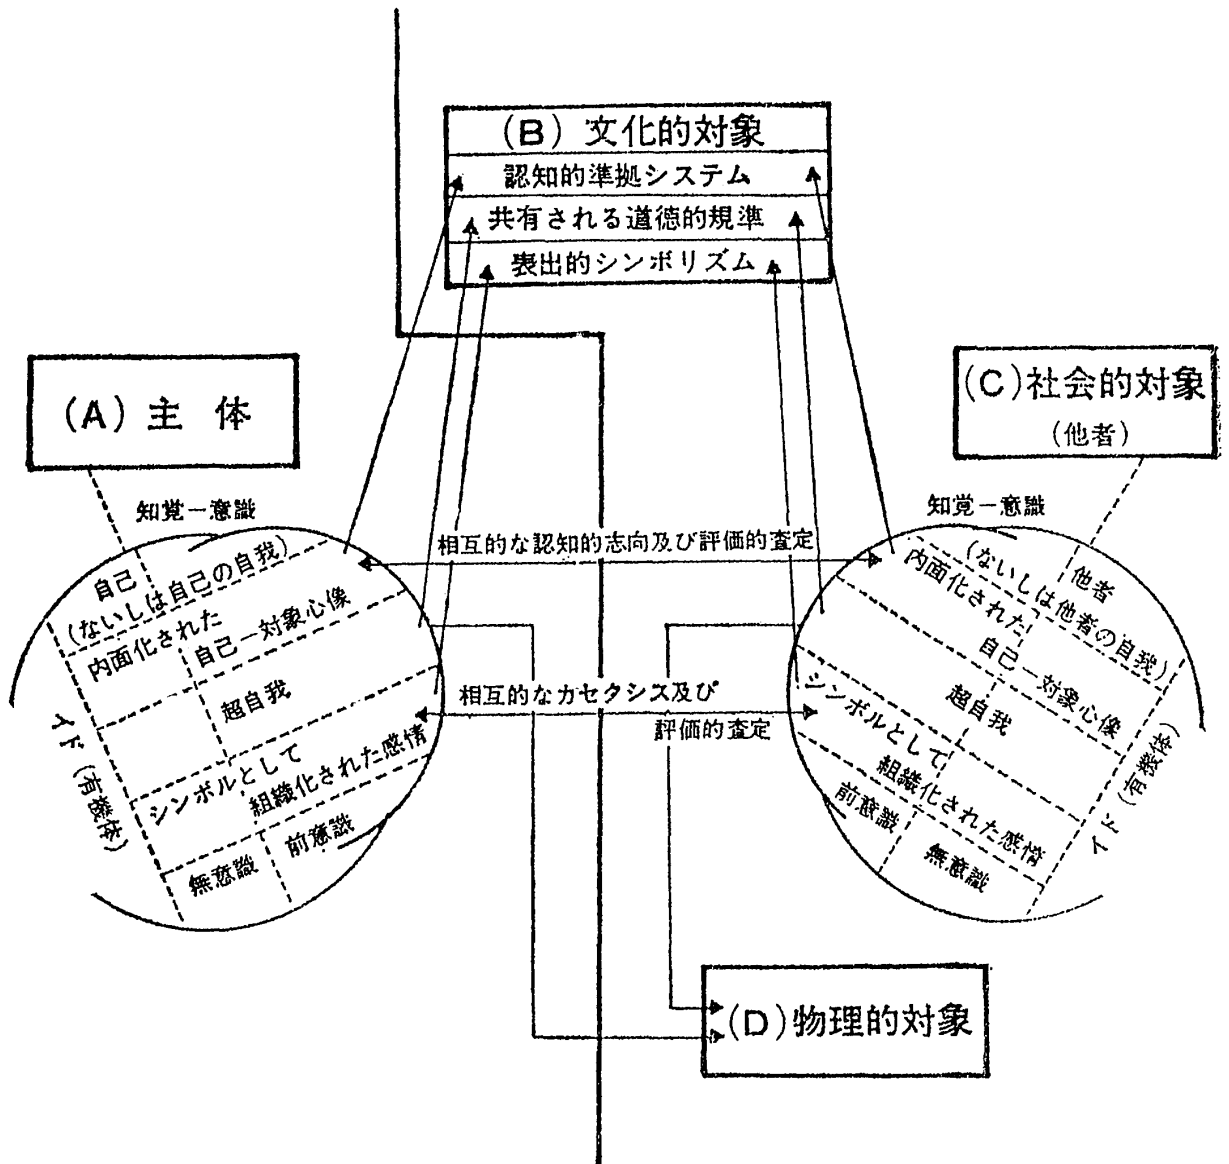 (B) 文化的対象
認知的準拠システム
共有される道徳的規準
表出的シンボリズム
(A) 主 体
(C) 社会的対象
(他者)
知覚―意識
自己
(ないしは自己の自我)
内面化された
自己―対象心像
超自我
シンボルとして
組織化された感情
前意識
無意識
イド (有機体)
相互的な認知的志向及び評価的査定
相互的なカセクシス及び
評価的査定
知覚―意識
他者
(ないしは他者の自我)
内面化された
自己―対象心像
超自我
シンボルとして
組織化された感情
前意識
無意識
イド (有機体)
(D) 物理的対象